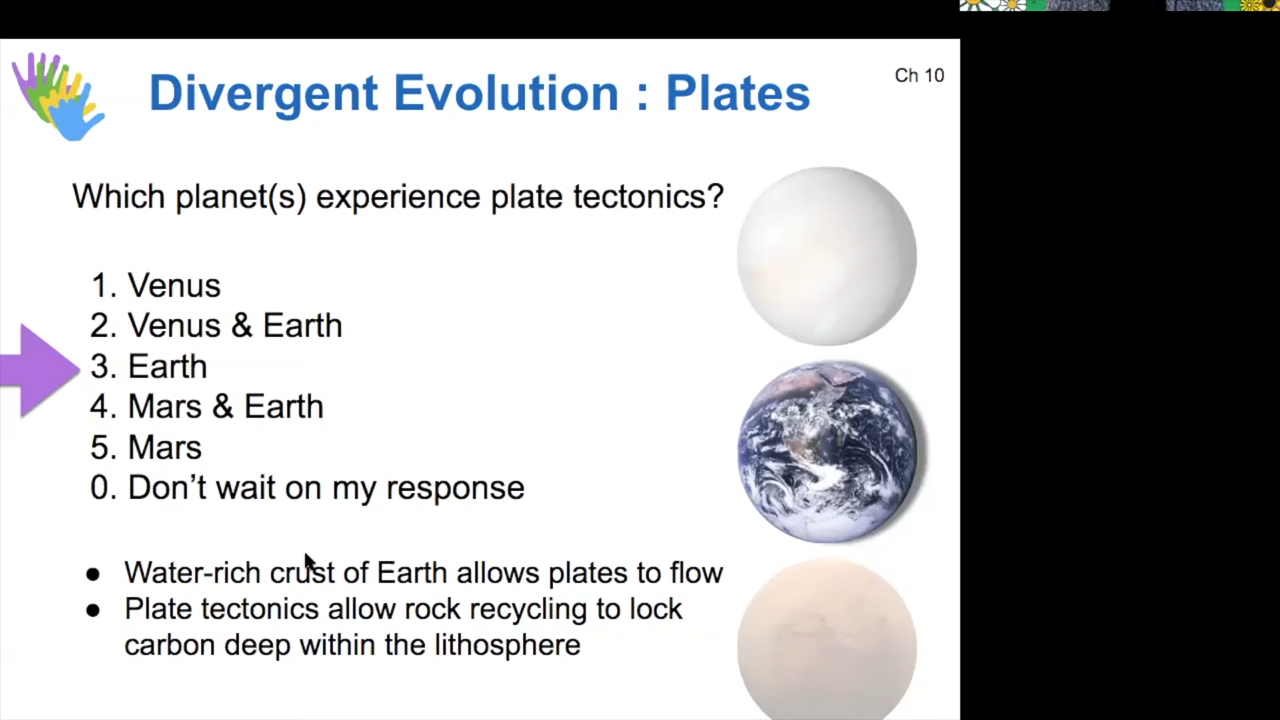 Divergent Evolution : Plates
Ch 10
Which planet(s) experience plate tectonics?
1. Venus
2. Venus & Earth
3. Earth
4. Mars & Earth
5. Mars
0. Don’t wait on my response
● Water-rich crust of Earth allows plates to flow
● Plate tectonics allow rock recycling to lock
carbon deep within the lithosphere